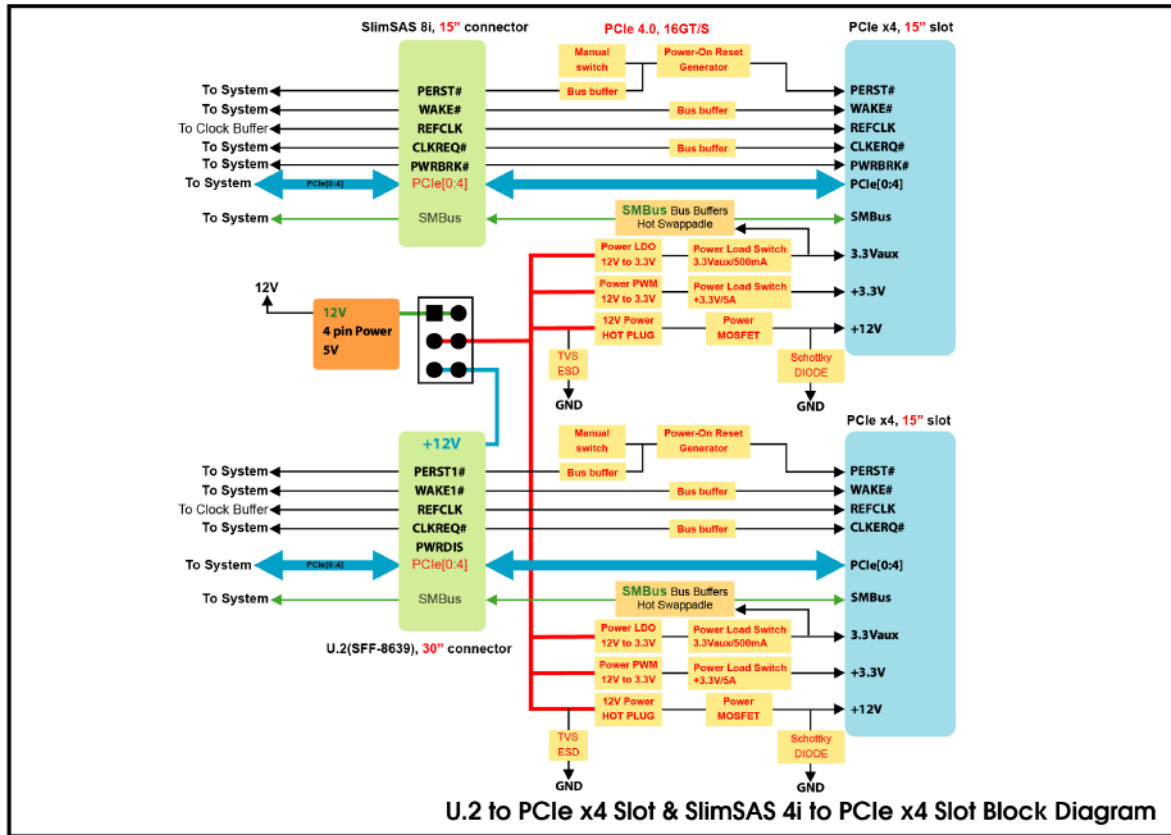 SlimSAS 8i, 15” connector
PCIe 4.0, 16GT/S
PCIe x4, 15” slot
Manual switch
Power-On Reset Generator
Bus buffer
To System
PERST#
PERST#
To System
WAKE#
Bus buffer
WAKE#
To Clock Buffer
REFCLK
REFCLK
To System
CLKREQ#
Bus buffer
CLKERQ#
To System
PWRBRK#
PWRBRK#
To System
PCIe[0:4]
PCIe[0:4]
PCIe[0:4]
To System
SMBus
SMBus Bus Buffers
Hot Swappadle
SMBus
Power LDO
12V to 3.3V
Power Load Switch
3.3Vaux/500mA
3.3Vaux
Power PWM
12V to 3.3V
Power Load Switch
+3.3V/5A
+3.3V
12V Power
HOT PLUG
Power
MOSFET
+12V
TVS
ESD
GND
Schottky
DIODE
GND
12V
12V
4 pin Power
5V
PCIe x4, 15” slot
+12V
Manual switch
Power-On Reset Generator
Bus buffer
To System
PERST1#
PERST#
To System
WAKE1#
Bus buffer
WAKE#
To Clock Buffer
REFCLK
REFCLK
To System
CLKREQ#
Bus buffer
CLKERQ#
PWRDIS
To System
PCIe[0:4]
PCIe[0:4]
PCIe[0:4]
To System
SMBus
SMBus Bus Buffers
Hot Swappadle
SMBus
U.2(SFF-8639), 30” connector
Power LDO
12V to 3.3V
Power Load Switch
3.3Vaux/500mA
3.3Vaux
Power PWM
12V to 3.3V
Power Load Switch
+3.3V/5A
+3.3V
12V Power
HOT PLUG
Power
MOSFET
+12V
TVS
ESD
GND
Schottky
DIODE
GND
U.2 to PCIe x4 Slot & SlimSAS 4i to PCIe x4 Slot Block Diagram